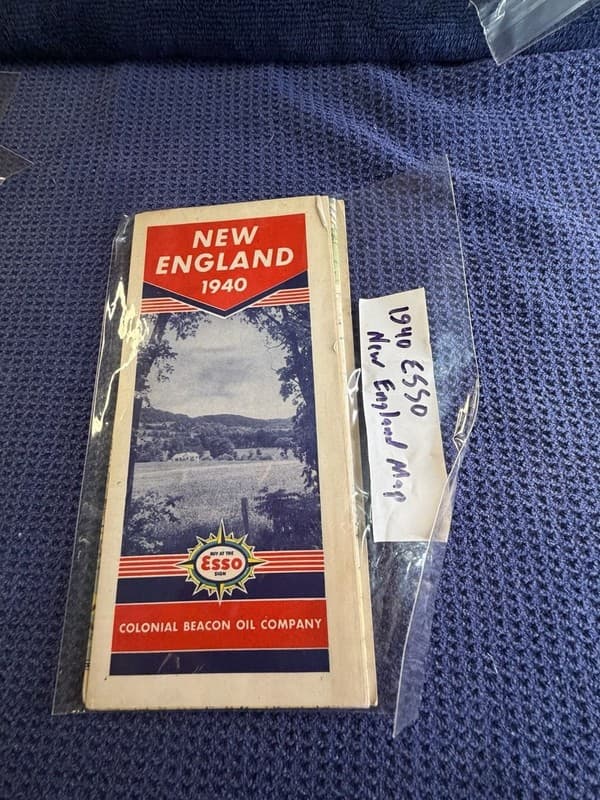 NEW
ENGLAND
1940
BUY AT THE
Esso
SIGN
COLONIAL BEACON OIL COMPANY
1940 ESSO
New England Map